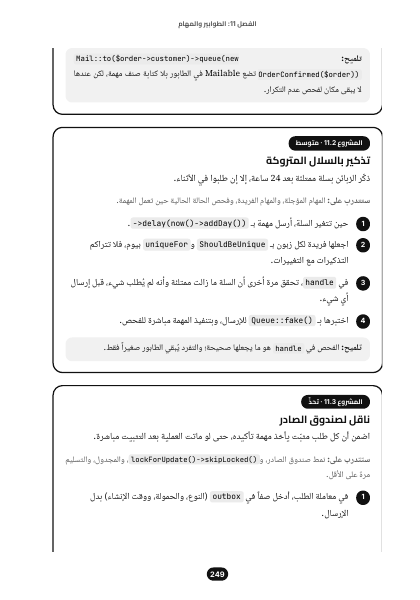 الفصل 11: الطوابير والمهام
تلميح: Mail::to($order->customer)->queue(new
OrderConfirmed($order)) تضع Mailable في الطابور بلا كتابة صنف مهمة، لكن عندها
لا يبقى مكان لفحص عدم التكرار.
المشروع 11.2 · متوسط
تذكير بالسلال المتروكة
ذكّر الزبائن بسلة ممتلئة بعد 24 ساعة، إلا إن طلبوا في الأثناء.
ستتدرب على: المهام المؤجلة، والمهام الفريدة، وفحص الحالة الحالية حين تعمل المهمة.
1 حين تتغير السلة، أرسل مهمة بـ ->delay(now()->addDay()) .
2 اجعلها فريدة لكل زبون بـ ShouldBeUnique و uniqueFor بيوم، فلا تتراكم
التذكيرات مع التغييرات.
3 في handle ، تحقق مرة أخرى أن السلة ما زالت ممتلئة وأنه لم يُطلب شيء، قبل إرسال
أي شيء.
4 اختبرها بـ Queue::fake() للإرسال، وبتنفيذ المهمة مباشرة للفحص.
تلميح: الفحص في handle هو ما يجعلها صحيحة؛ والتفرد يُبقي الطابور صغيراً فقط.
المشروع 11.3 · تحدٍّ
ناقل لصندوق الصادر
اضمن أن كل طلب مثبّت يأخذ مهمة تأكيده، حتى لو ماتت العملية بعد التثبيت مباشرة.
ستتدرب على: نمط صندوق الصادر، و lockForUpdate()->skipLocked() ، والمجدول، والتسليم
مرة على الأقل.
1 في معاملة الطلب، أدخل صفاً في outbox (النوع، والحمولة، ووقت الإنشاء) بدل
الإرسال.
249